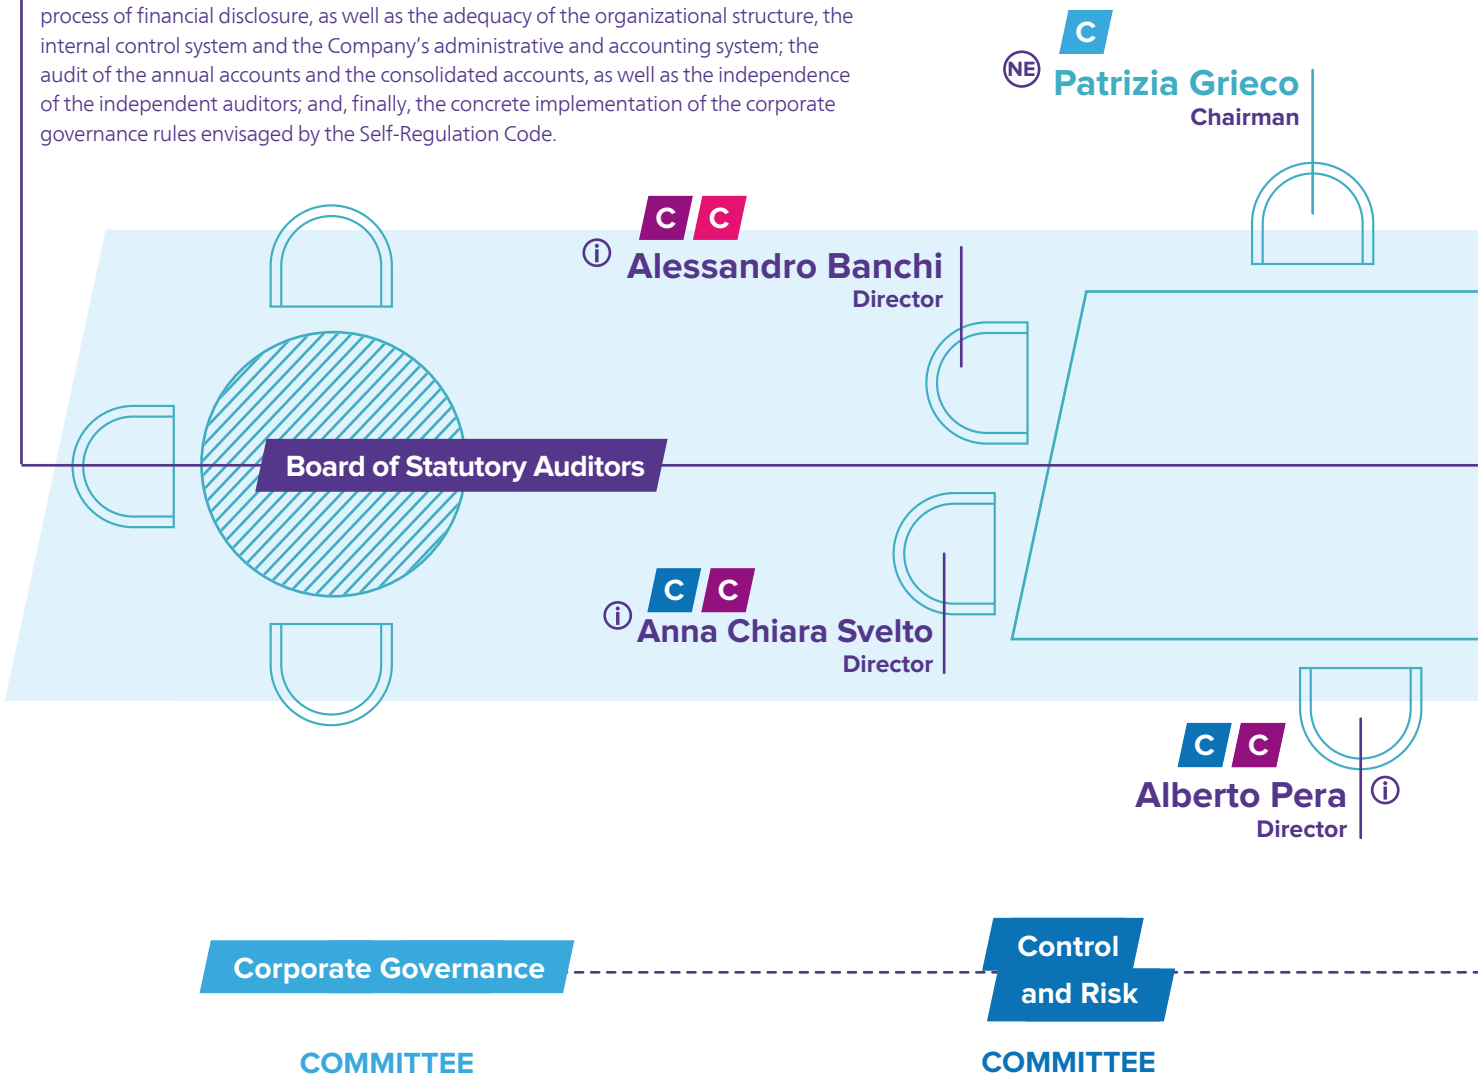 process of financial disclosure, as well as the adequacy of the organizational structure, the
internal control system and the Company's administrative and accounting system; the
audit of the annual accounts and the consolidated accounts, as well as the independence
of the independent auditors; and, finally, the concrete implementation of the corporate
governance rules envisaged by the Self-Regulation Code.
C
NE
Patrizia Grieco
Chairman
C C
i
Alessandro Banchi
Director
Board of Statutory Auditors
C C
i
Anna Chiara Svelto
Director
C C
Alberto Pera
i
Director
Corporate Governance
COMMITTEE
Control
and Risk
COMMITTEE